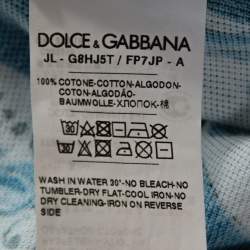 DOLCE & GABBANA
JL - G8HJ5T / FP7JP - A
100% COTONE-COTTON-ALGODON-
COTON-ALGODÃO-
BAUMWOLLE-ХЛОПОК-棉
WASH IN WATER 30°-NO BLEACH-NO
TUMBLER-DRY FLAT-COOL IRON-NO
DRY CLEANING-IRON ON REVERSE
SIDE